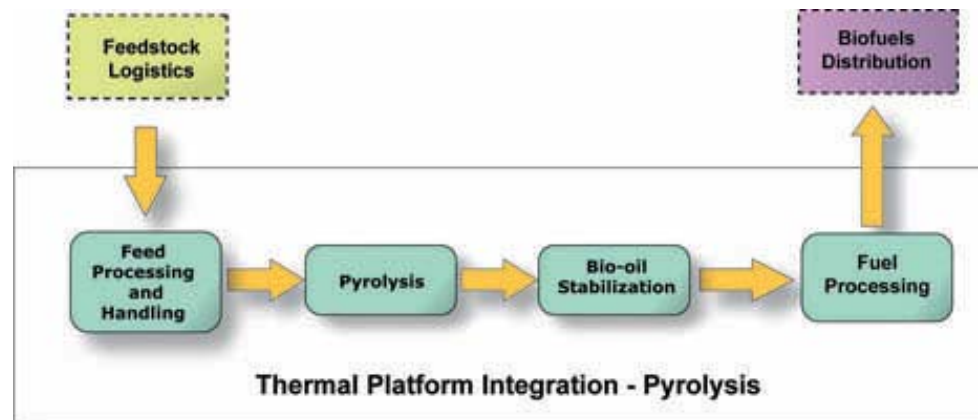 Feedstock
Logistics
Biofuels
Distribution
Feed
Processing
and
Handling
Pyrolysis
Bio-oil
Stabilization
Fuel
Processing
Thermal Platform Integration - Pyrolysis